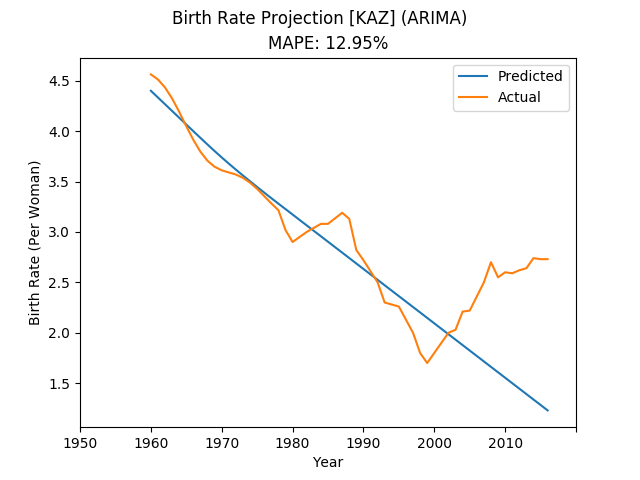 Birth Rate Projection [KAZ] (ARIMA)
MAPE: 12.95%
Predicted
Actual
Birth Rate (Per Woman)
4.5
4.0
3.5
3.0
2.5
2.0
1.5
1950 1960 1970 1980 1990 2000 2010
Year